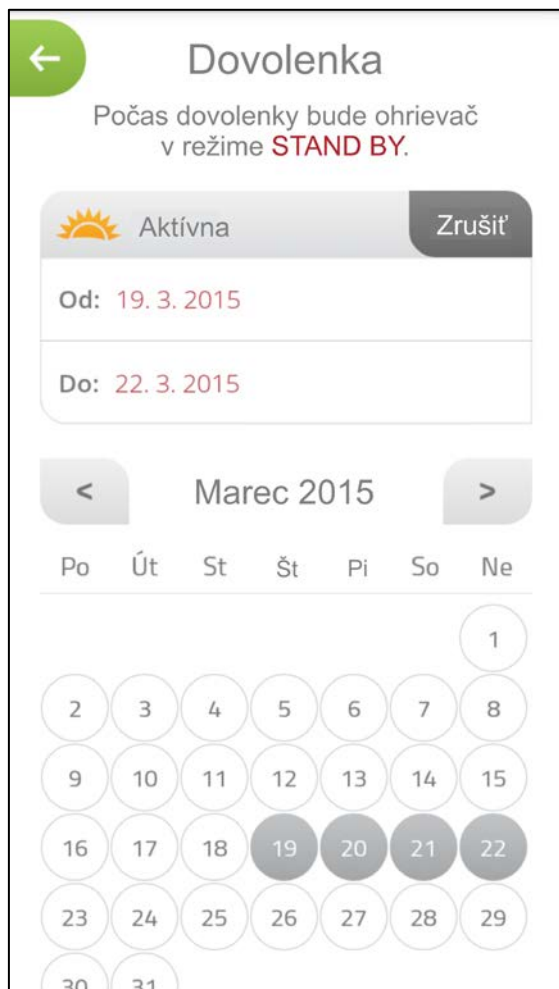 Dovolenka
Počas dovolenky bude ohrievač
v režime STAND BY.
Aktívna Zrušiť
Od: 19. 3. 2015
Do: 22. 3. 2015
< Marec 2015 >
Po Út St Št Pi So Ne
1
2 3 4 5 6 7 8
9 10 11 12 13 14 15
16 17 18 19 20 21 22
23 24 25 26 27 28 29
30 31